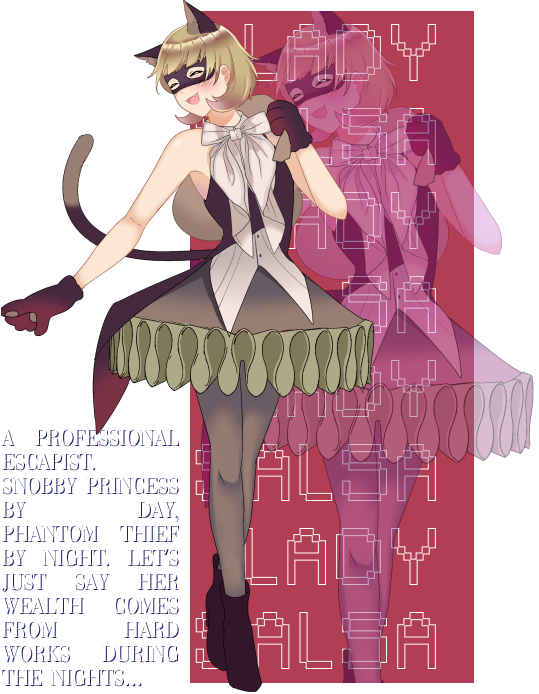 LADY
SALSA
LADY
SALSA
LADY
SALSA
LADY
SALSA
A PROFESSIONAL
ESCAPIST.
SNOBBY PRINCESS
BY DAY,
PHANTOM THIEF
BY NIGHT. LET'S
JUST SAY HER
WEALTH COMES
FROM HARD
WORKS DURING
THE NIGHTS...